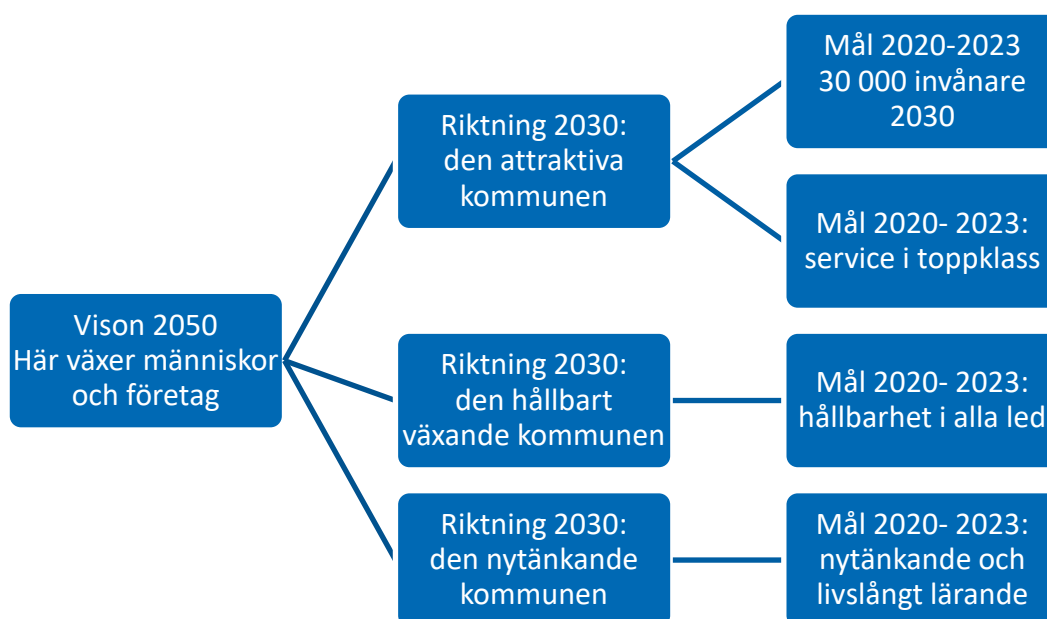 Vison 2050
Här växer människor
och företag
Riktning 2030:
den attraktiva
kommunen
Mål 2020-2023
30 000 invånare
2030
Mål 2020- 2023:
service i toppklass
Riktning 2030:
den hållbart
växande kommunen
Mål 2020- 2023:
hållbarhet i alla led
Riktning 2030:
den nytänkande
kommunen
Mål 2020- 2023:
nytänkande och
livslångt lärande